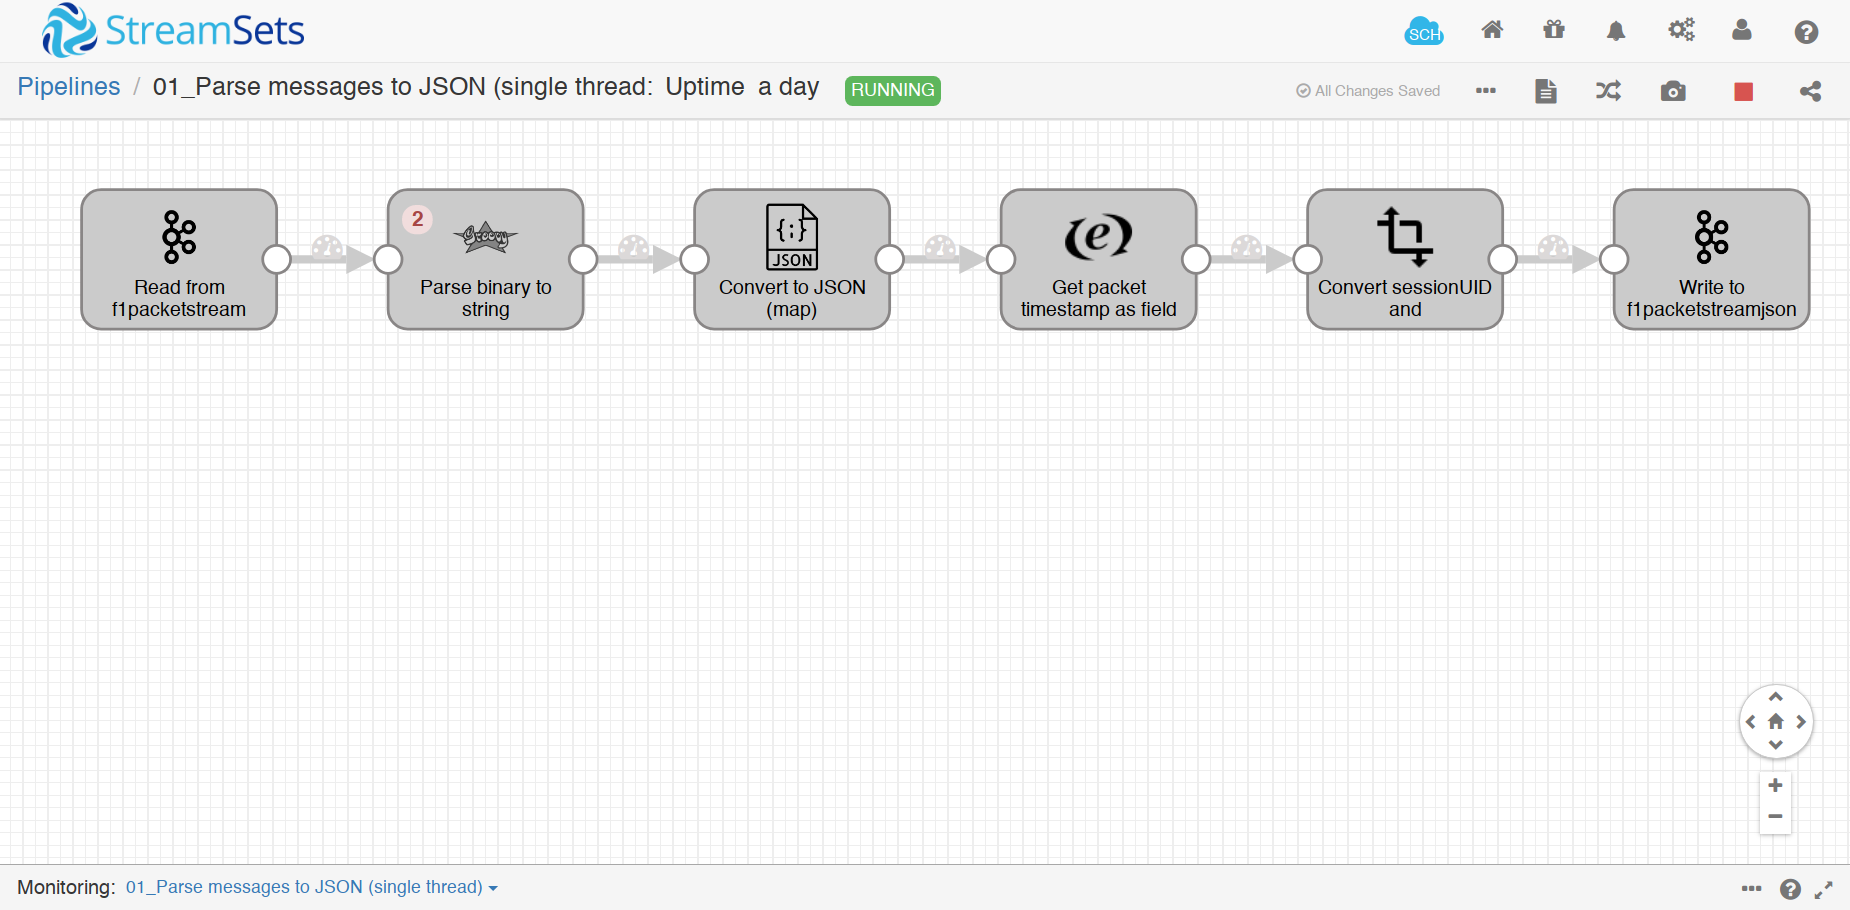 StreamSets
SCH
Pipelines / 01_Parse messages to JSON (single thread: Uptime a day RUNNING
All Changes Saved
Read from
f1packetstream
2
Groovy
Parse binary to
string
{;}
JSON
Convert to JSON
(map)
e
Get packet
timestamp as field
Convert sessionUID
and
Write to
f1packetstreamjson
Monitoring: 01_Parse messages to JSON (single thread)